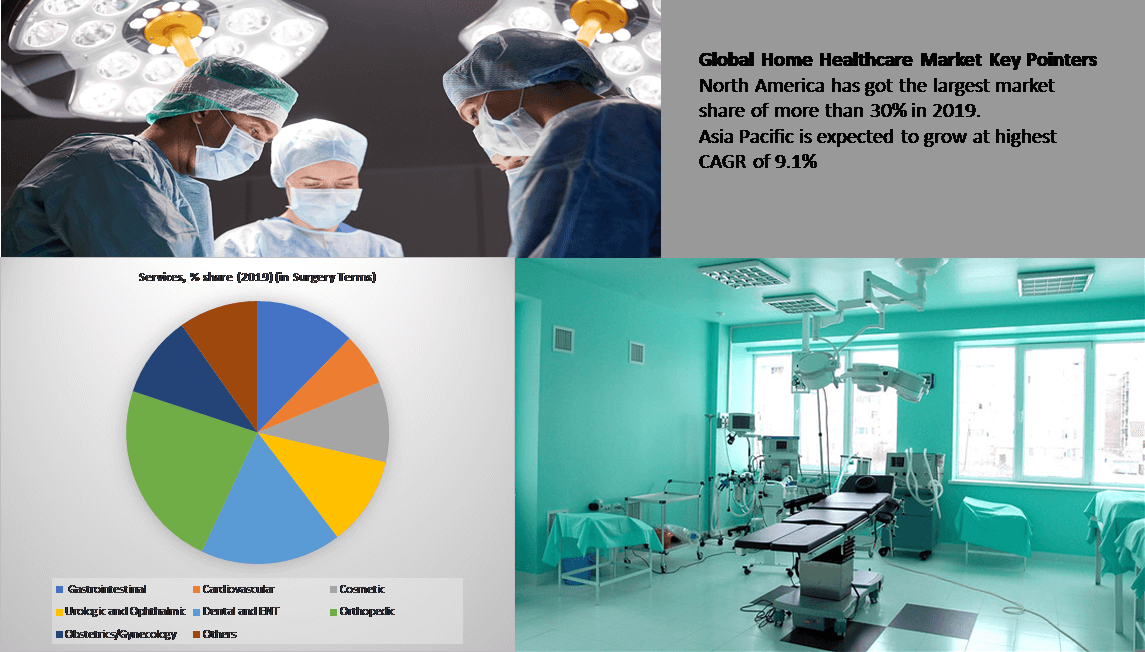 Global Home Healthcare Market Key Pointers
North America has got the largest market
share of more than 30% in 2019.
Asia Pacific is expected to grow at highest
CAGR of 9.1%
Services, % share (2019) (in Surgery Terms)
Gastrointestinal
Cardiovascular
Cosmetic
Urologic and Ophthalmic
Dental and ENT
Orthopedic
Obstetrics/Gynecology
Others